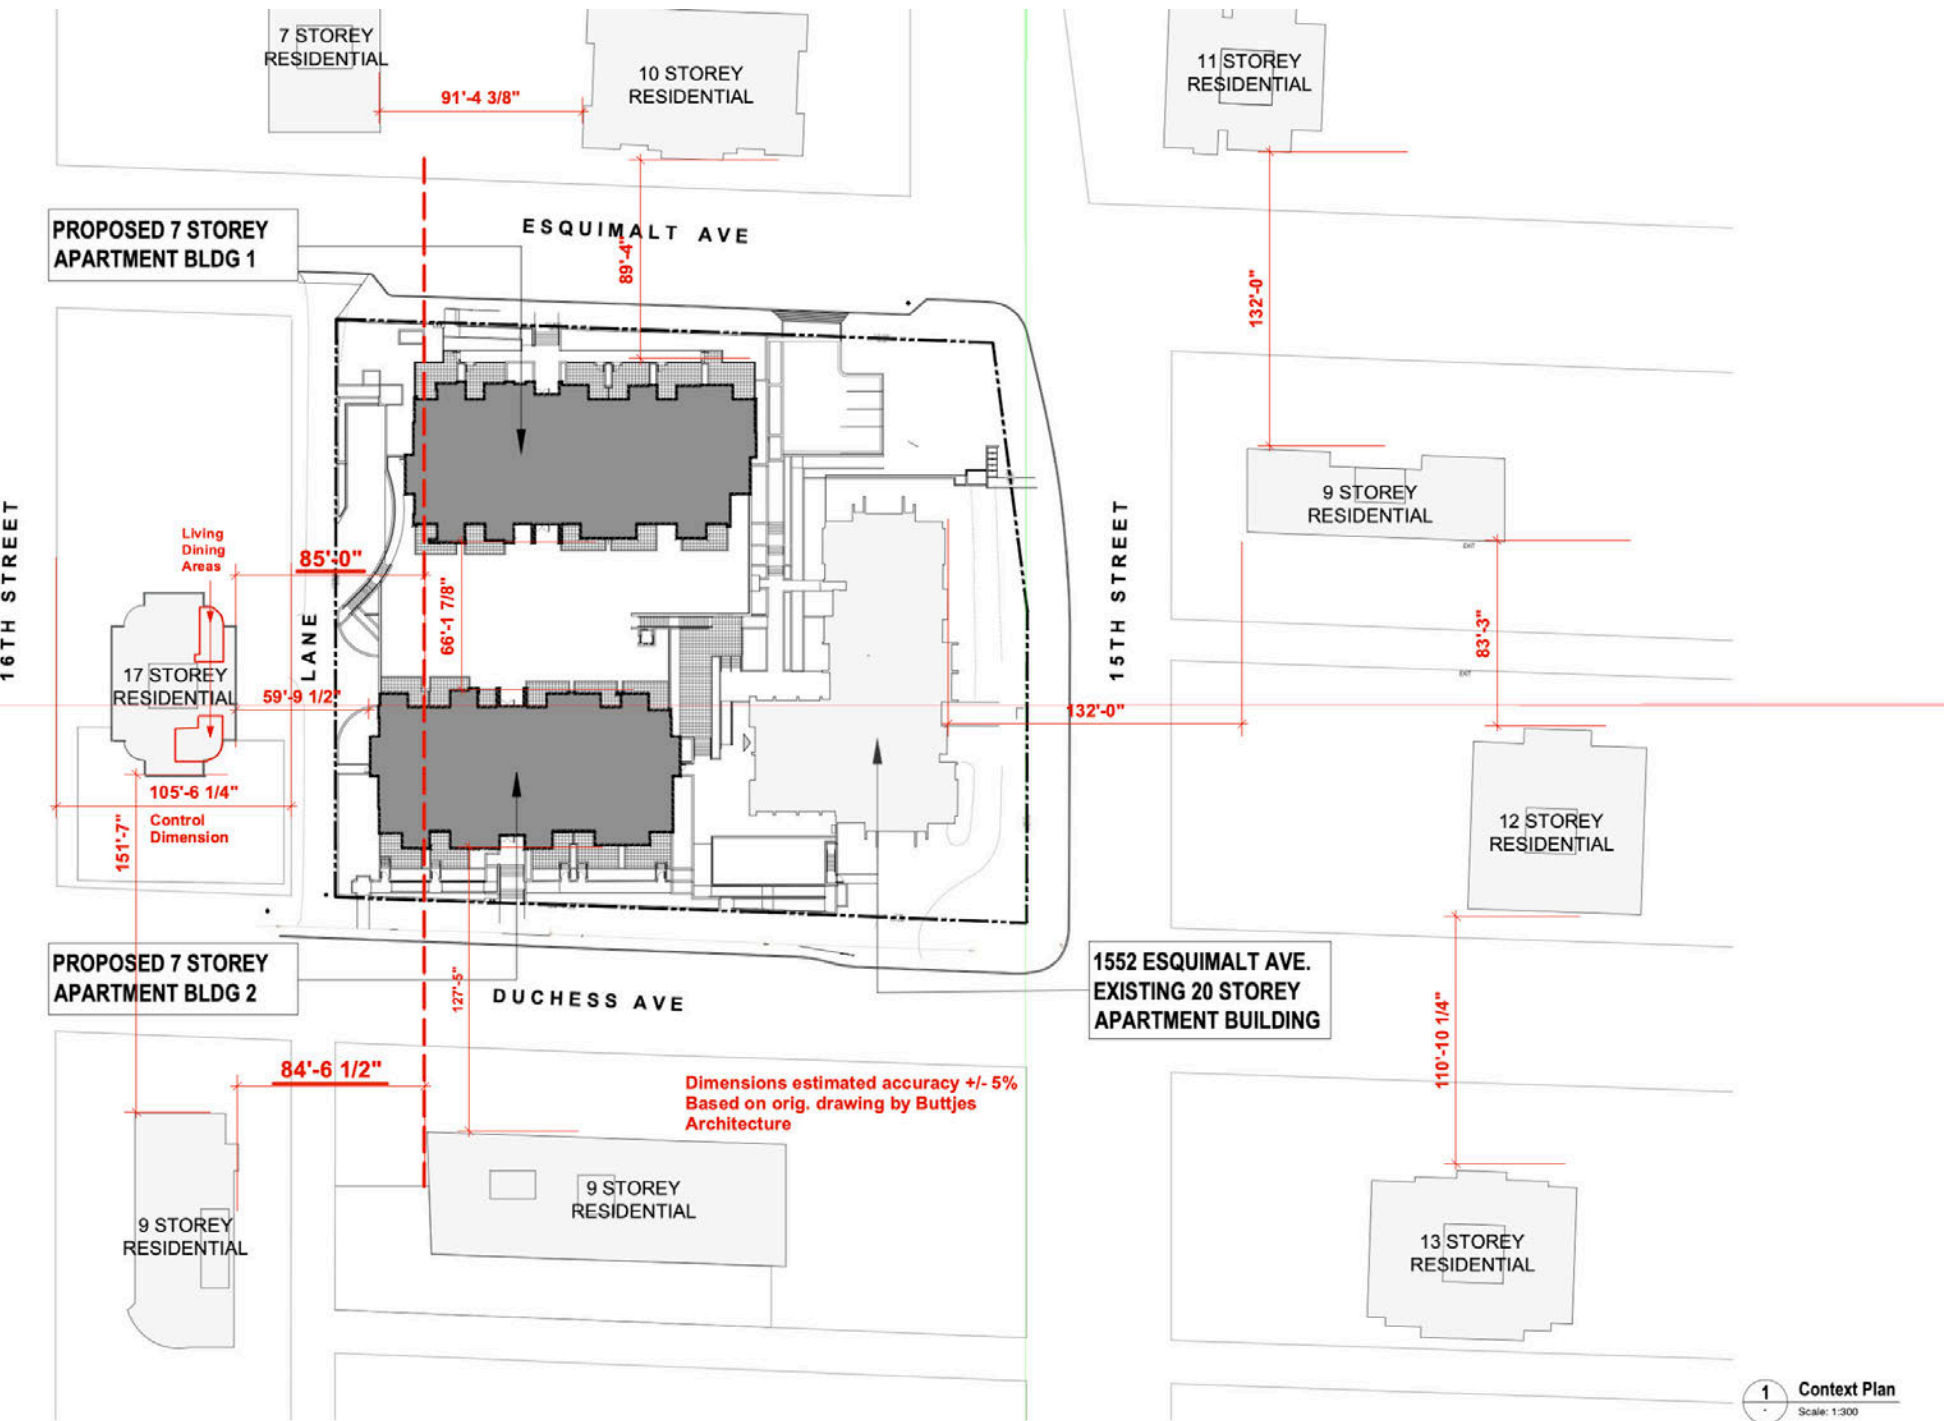 7 STOREY
RESIDENTIAL
10 STOREY
RESIDENTIAL
11 STOREY
RESIDENTIAL
91'-4 3/8"
PROPOSED 7 STOREY
APARTMENT BLDG 1
ESQUIMALT AVE
89'-4"
132'-0"
16TH STREET
Living
Dining
Areas
85'-0"
LANE
66'-1 7/8"
15TH STREET
9 STOREY
RESIDENTIAL
EXIT
83'-3"
EXIT
17 STOREY
RESIDENTIAL
59'-9 1/2"
132'-0"
105'-6 1/4"
Control
Dimension
151'-7"
12 STOREY
RESIDENTIAL
PROPOSED 7 STOREY
APARTMENT BLDG 2
127'-5"
DUCHESS AVE
1552 ESQUIMALT AVE.
EXISTING 20 STOREY
APARTMENT BUILDING
110'-10 1/4"
84'-6 1/2"
Dimensions estimated accuracy +/- 5%
Based on orig. drawing by Buttjes
Architecture
9 STOREY
RESIDENTIAL
9 STOREY
RESIDENTIAL
13 STOREY
RESIDENTIAL
1
Context Plan
Scale: 1:300